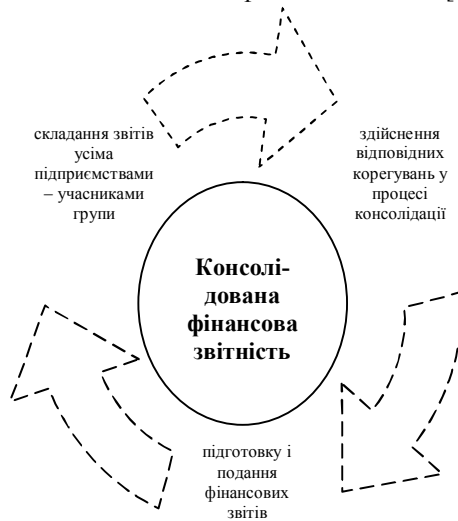 складання звітів
усіма
підприємствами
– учасниками
групи
здійснення
відповідних
корегувань у
процесі
консолідації
Консолі-
дована
фінансова
звітність
підготовку і
подання
фінансових
звітів